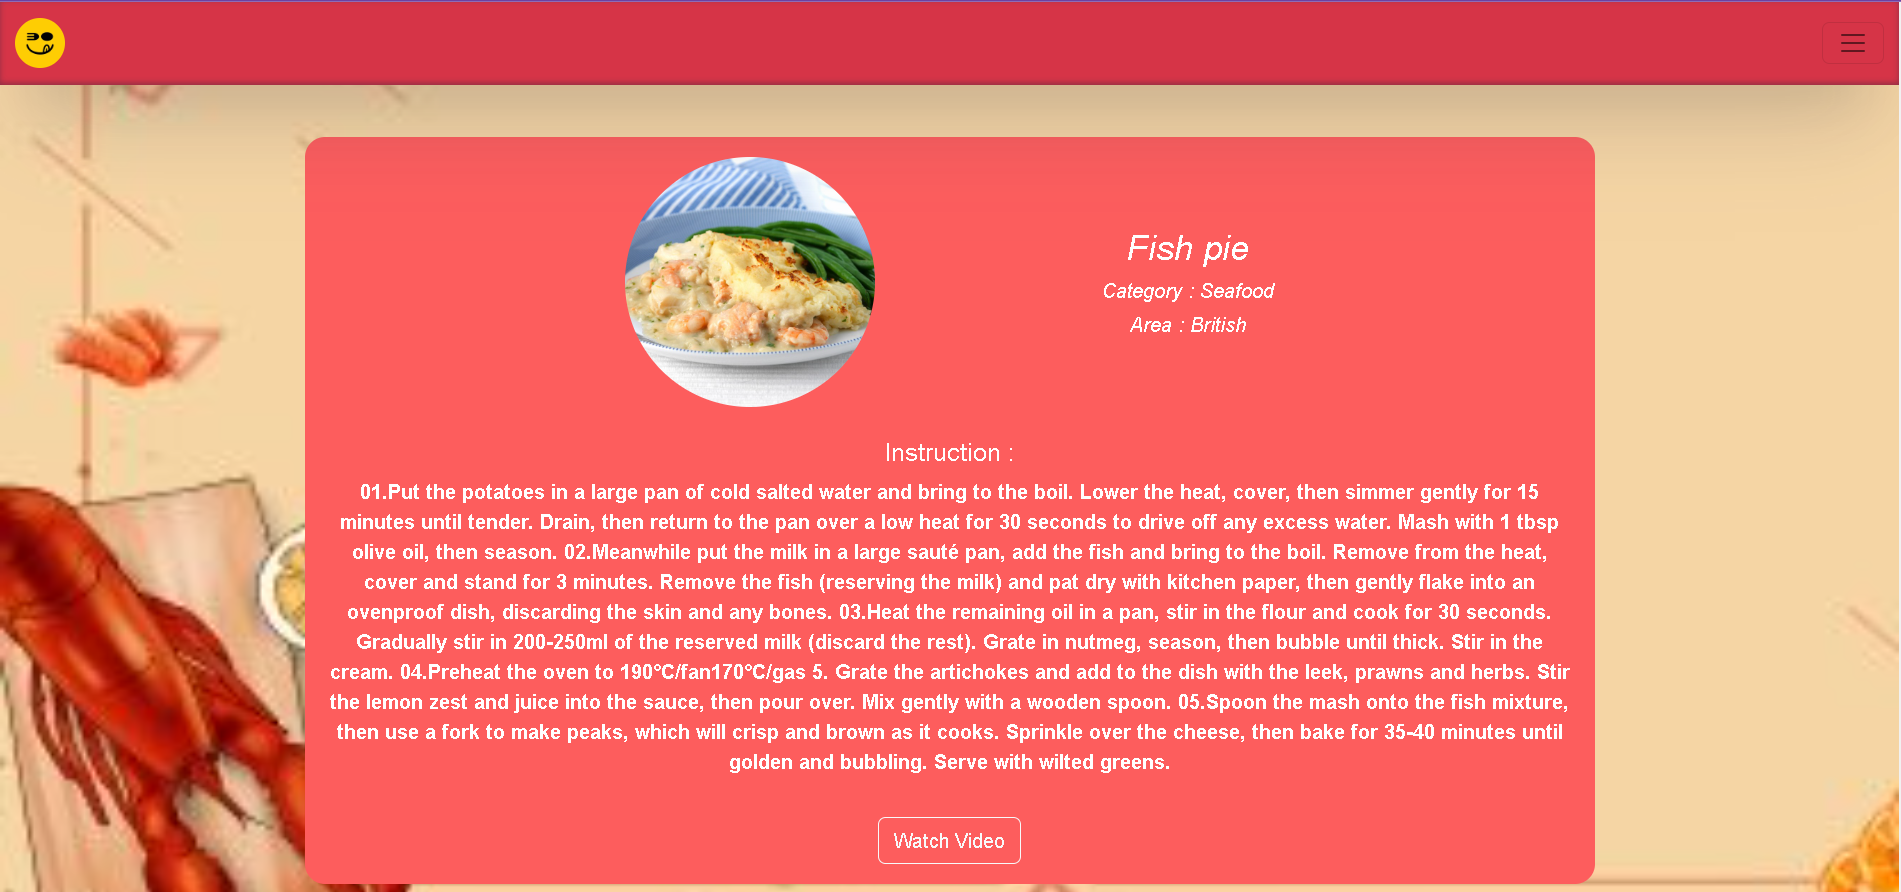 Fish pie
Category : Seafood
Area : British
Instruction :
01.Put the potatoes in a large pan of cold salted water and bring to the boil. Lower the heat, cover, then simmer gently for 15
minutes until tender. Drain, then return to the pan over a low heat for 30 seconds to drive off any excess water. Mash with 1 tbsp
olive oil, then season. 02.Meanwhile put the milk in a large sauté pan, add the fish and bring to the boil. Remove from the heat,
cover and stand for 3 minutes. Remove the fish (reserving the milk) and pat dry with kitchen paper, then gently flake into an
ovenproof dish, discarding the skin and any bones. 03.Heat the remaining oil in a pan, stir in the flour and cook for 30 seconds.
Gradually stir in 200-250ml of the reserved milk (discard the rest). Grate in nutmeg, season, then bubble until thick. Stir in the
cream. 04.Preheat the oven to 190°C/fan170°C/gas 5. Grate the artichokes and add to the dish with the leek, prawns and herbs. Stir
the lemon zest and juice into the sauce, then pour over. Mix gently with a wooden spoon. 05.Spoon the mash onto the fish mixture,
then use a fork to make peaks, which will crisp and brown as it cooks. Sprinkle over the cheese, then bake for 35-40 minutes until
golden and bubbling. Serve with wilted greens.
Watch Video